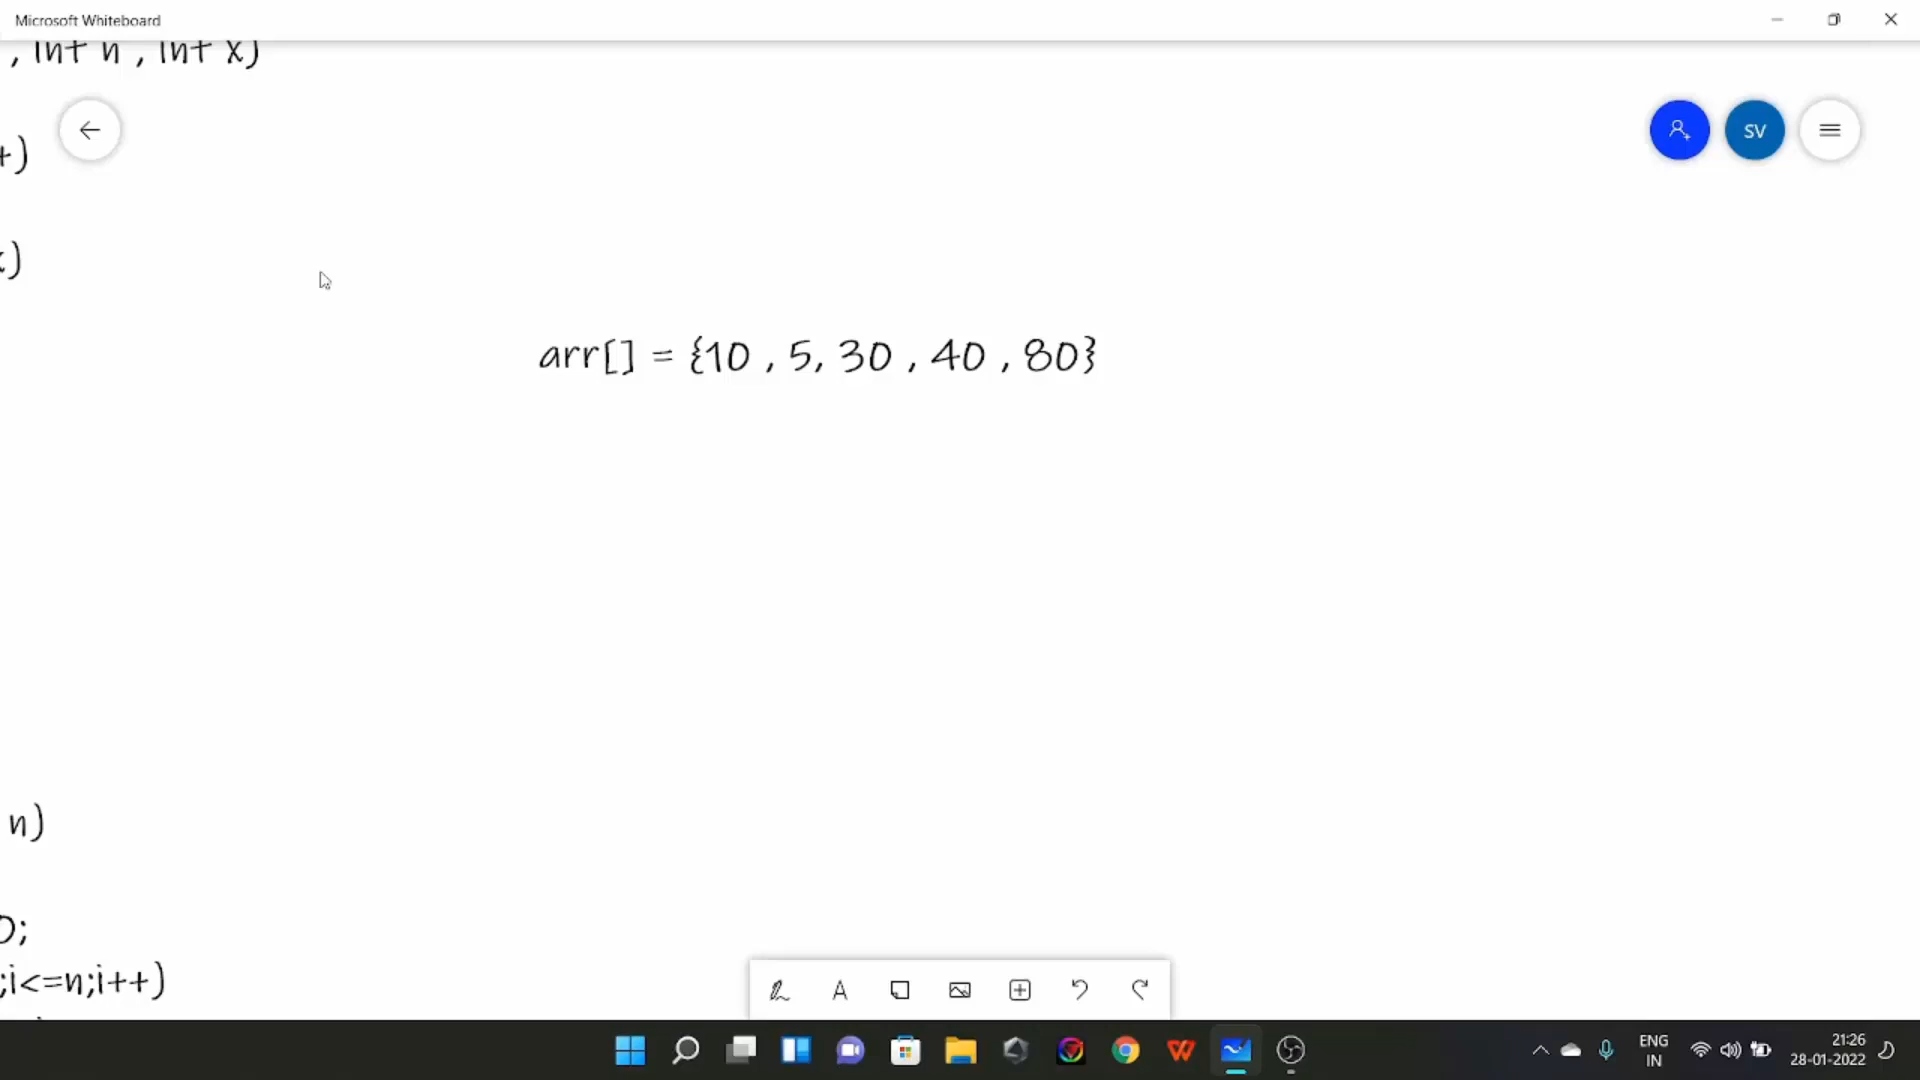 Microsoft Whiteboard
, int n , int x)
+)
x)
SV
arr[] = {10 , 5, 30 , 40 , 80}
n)
0;
;i<=n;i++)
A
ENG
IN
21:26
28-01-2022